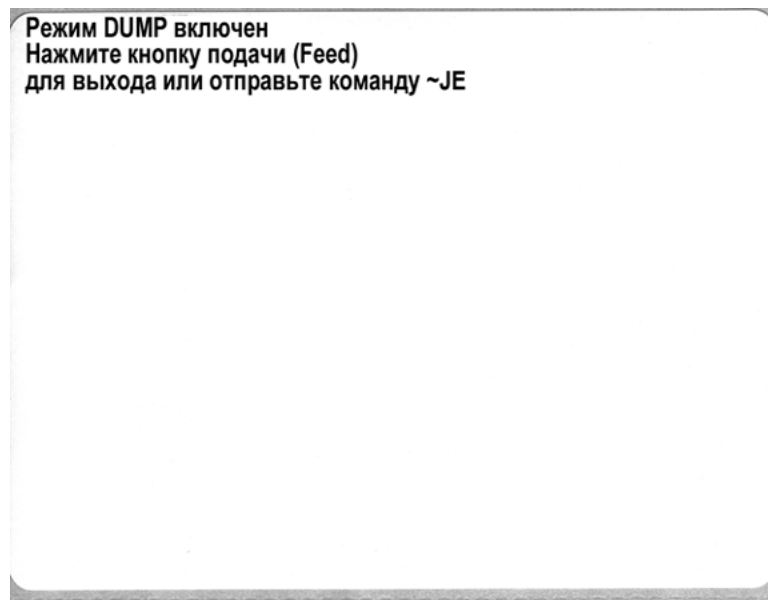 Режим DUMP включен
Нажмите кнопку подачи (Feed)
для выхода или отправьте команду ~JE